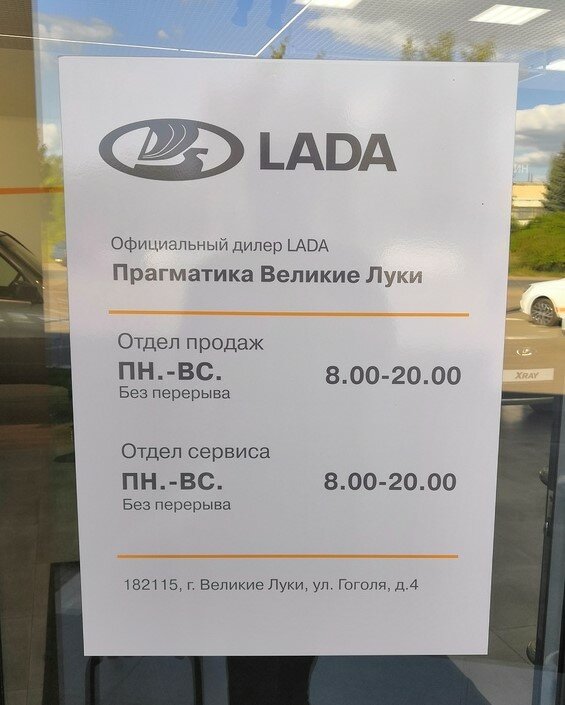 LADA
Официальный дилер LADA
Прагматика Великие Луки
Отдел продаж
ПН.-ВС. 8.00-20.00
Без перерыва
Отдел сервиса
ПН.-ВС. 8.00-20.00
Без перерыва
182115, г. Великие Луки, ул. Гоголя, д.4
XRAY